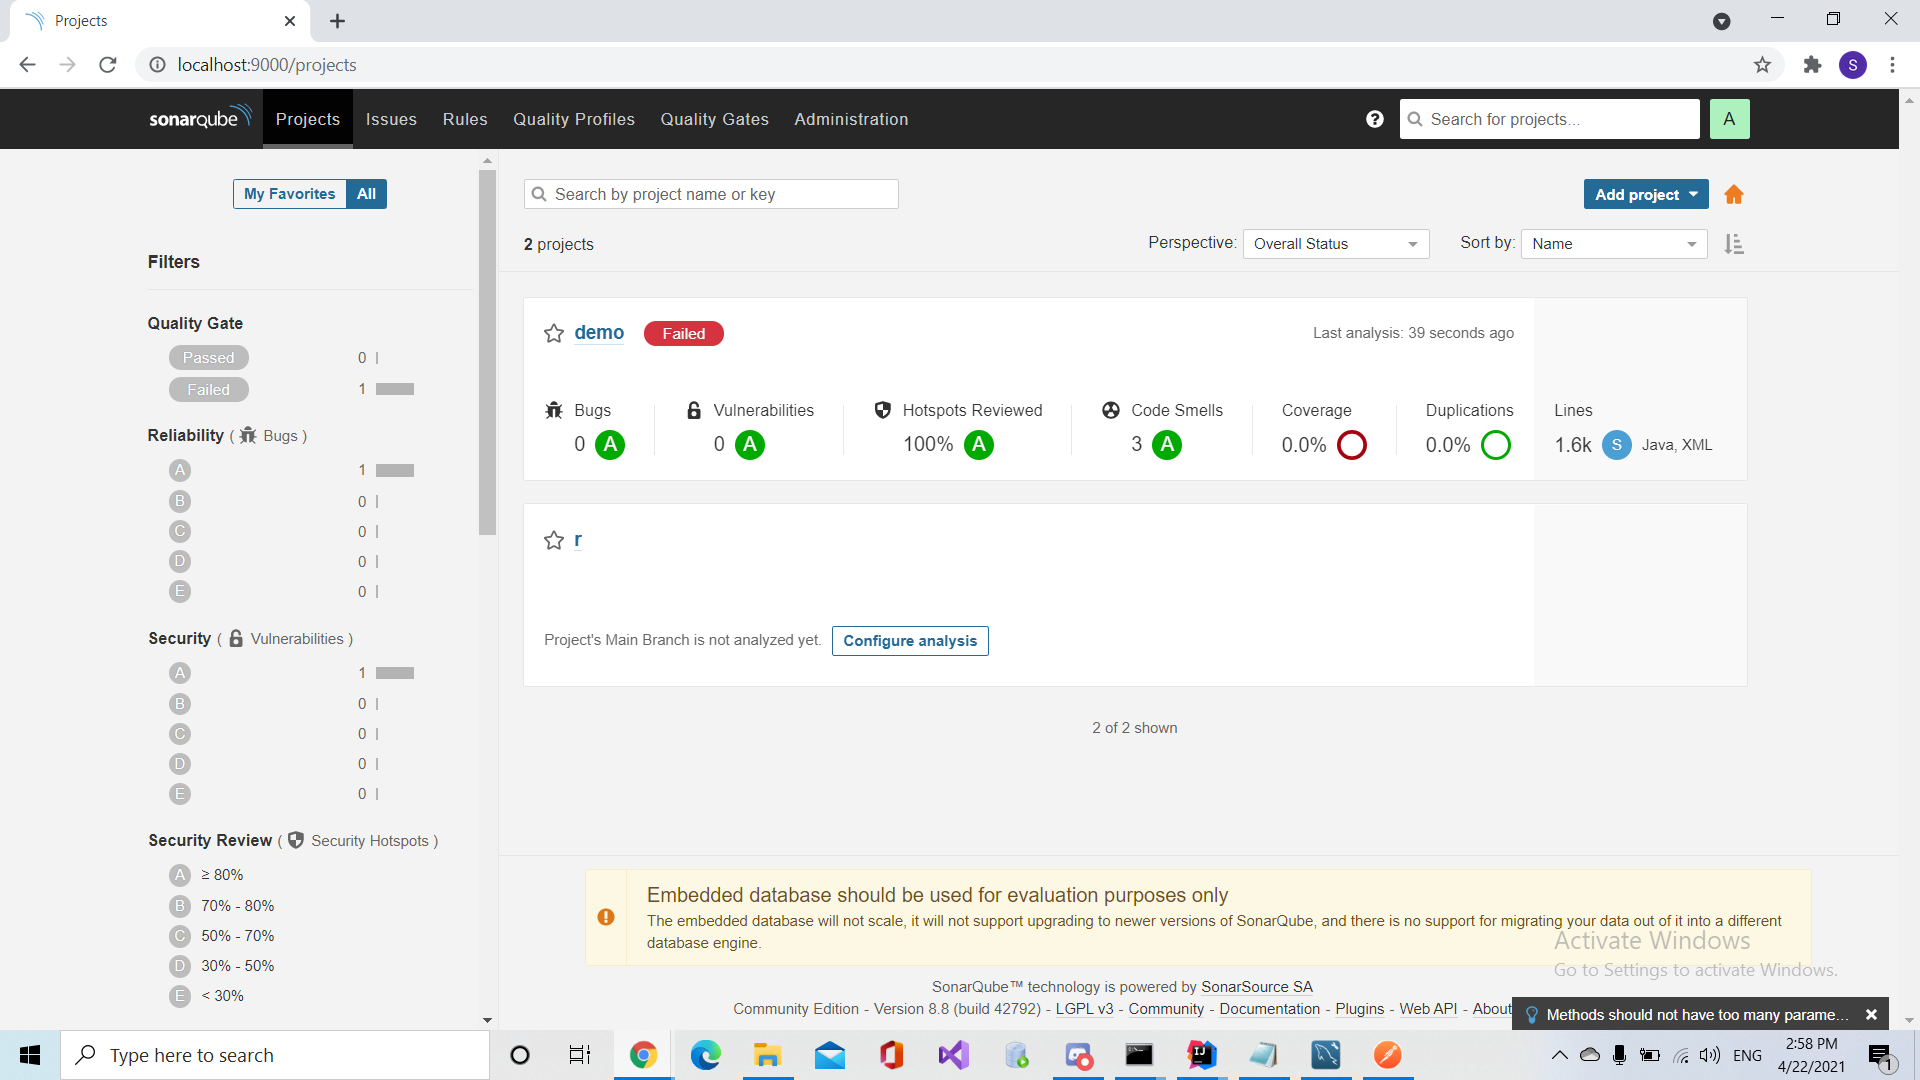 Projects
localhost:9000/projects
S
sonarqube
Projects Issues Rules Quality Profiles Quality Gates Administration
Search for projects...
A
My Favorites All
Search by project name or key
Add project
2 projects
Perspective: Overall Status
Sort by: Name
Filters
Quality Gate
Passed 0
Failed 1
Reliability ( Bugs )
A 1
B 0
C 0
D 0
E 0
Security ( Vulnerabilities )
A 1
B 0
C 0
D 0
E 0
Security Review ( Security Hotspots )
A ≥ 80%
B 70% - 80%
C 50% - 70%
D 30% - 50%
E < 30%
demo Failed
Last analysis: 39 seconds ago
Bugs Vulnerabilities Hotspots Reviewed Code Smells Coverage Duplications Lines
0 A 0 A 100% A 3 A 0.0% 0.0% 1.6k S Java, XML
r
Project's Main Branch is not analyzed yet. Configure analysis
2 of 2 shown
Embedded database should be used for evaluation purposes only
The embedded database will not scale, it will not support upgrading to newer versions of SonarQube, and there is no support for migrating your data out of it into a different
database engine.
Activate Windows
Go to Settings to activate Windows.
SonarQube™ technology is powered by SonarSource SA
Community Edition - Version 8.8 (build 42792) - LGPL v3 - Community - Documentation - Plugins - Web API - About
Methods should not have too many parame...
Type here to search
ENG
2:58 PM
4/22/2021
1